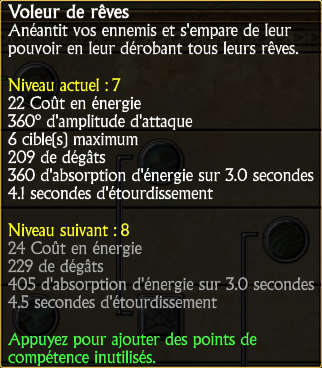 Voleur de rêves
Anéantit vos ennemis et s'empare de leur
pouvoir en leur dérobant tous leurs rêves.
Niveau actuel : 7
22 Coût en énergie
360° d'amplitude d'attaque
6 cible(s) maximum
209 de dégâts
360 d'absorption d'énergie sur 3.0 secondes
4.1 secondes d'étourdissement
Niveau suivant : 8
24 Coût en énergie
229 de dégâts
405 d'absorption d'énergie sur 3.0 secondes
4.5 secondes d'étourdissement
Appuyez pour ajouter des points de
compétence inutilisés.